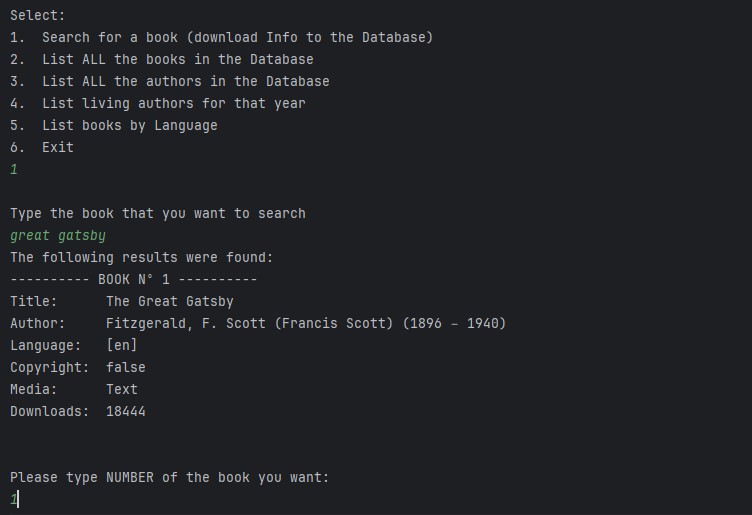 Select:
1.  Search for a book (download Info to the Database)
2.  List ALL the books in the Database
3.  List ALL the authors in the Database
4.  List living authors for that year
5.  List books by Language
6.  Exit
1
Type the book that you want to search
great gatsby
The following results were found:
---------- BOOK N° 1 ----------
Title:      The Great Gatsby
Author:     Fitzgerald, F. Scott (Francis Scott) (1896 - 1940)
Language:   [en]
Copyright:  false
Media:      Text
Downloads:  18444
Please type NUMBER of the book you want:
1